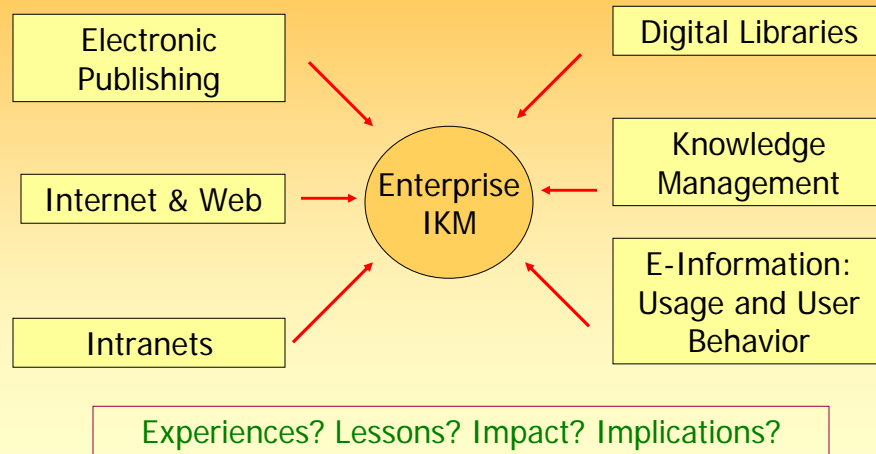 Electronic
Publishing
Internet & Web
Intranets
Enterprise
IKM
Digital Libraries
Knowledge
Management
E-Information:
Usage and User
Behavior
Experiences? Lessons? Impact? Implications?